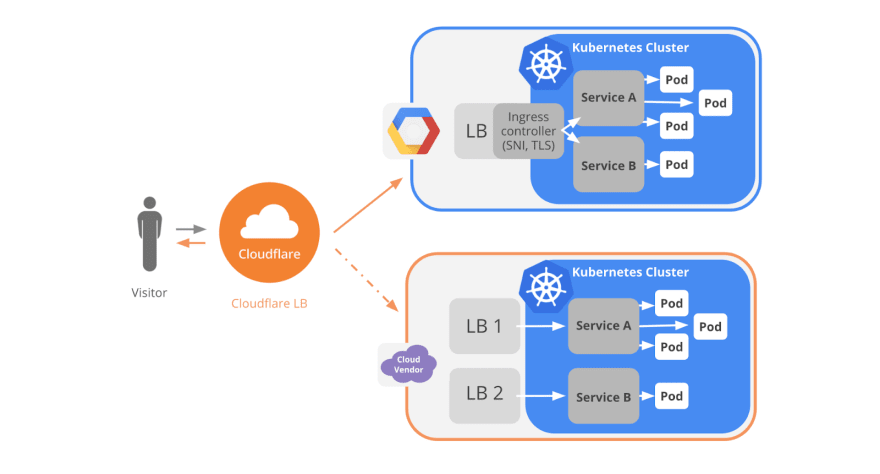 Kubernetes Cluster
Pod
Service A
Pod
Ingress
LB
controller
Pod
(SNI, TLS)
Service B
Pod
Cloudflare
Visitor
Cloudflare LB
Kubernetes Cluster
Pod
LB 1
Service A
Pod
Pod
Cloud
Vendor
LB 2
Service B
Pod